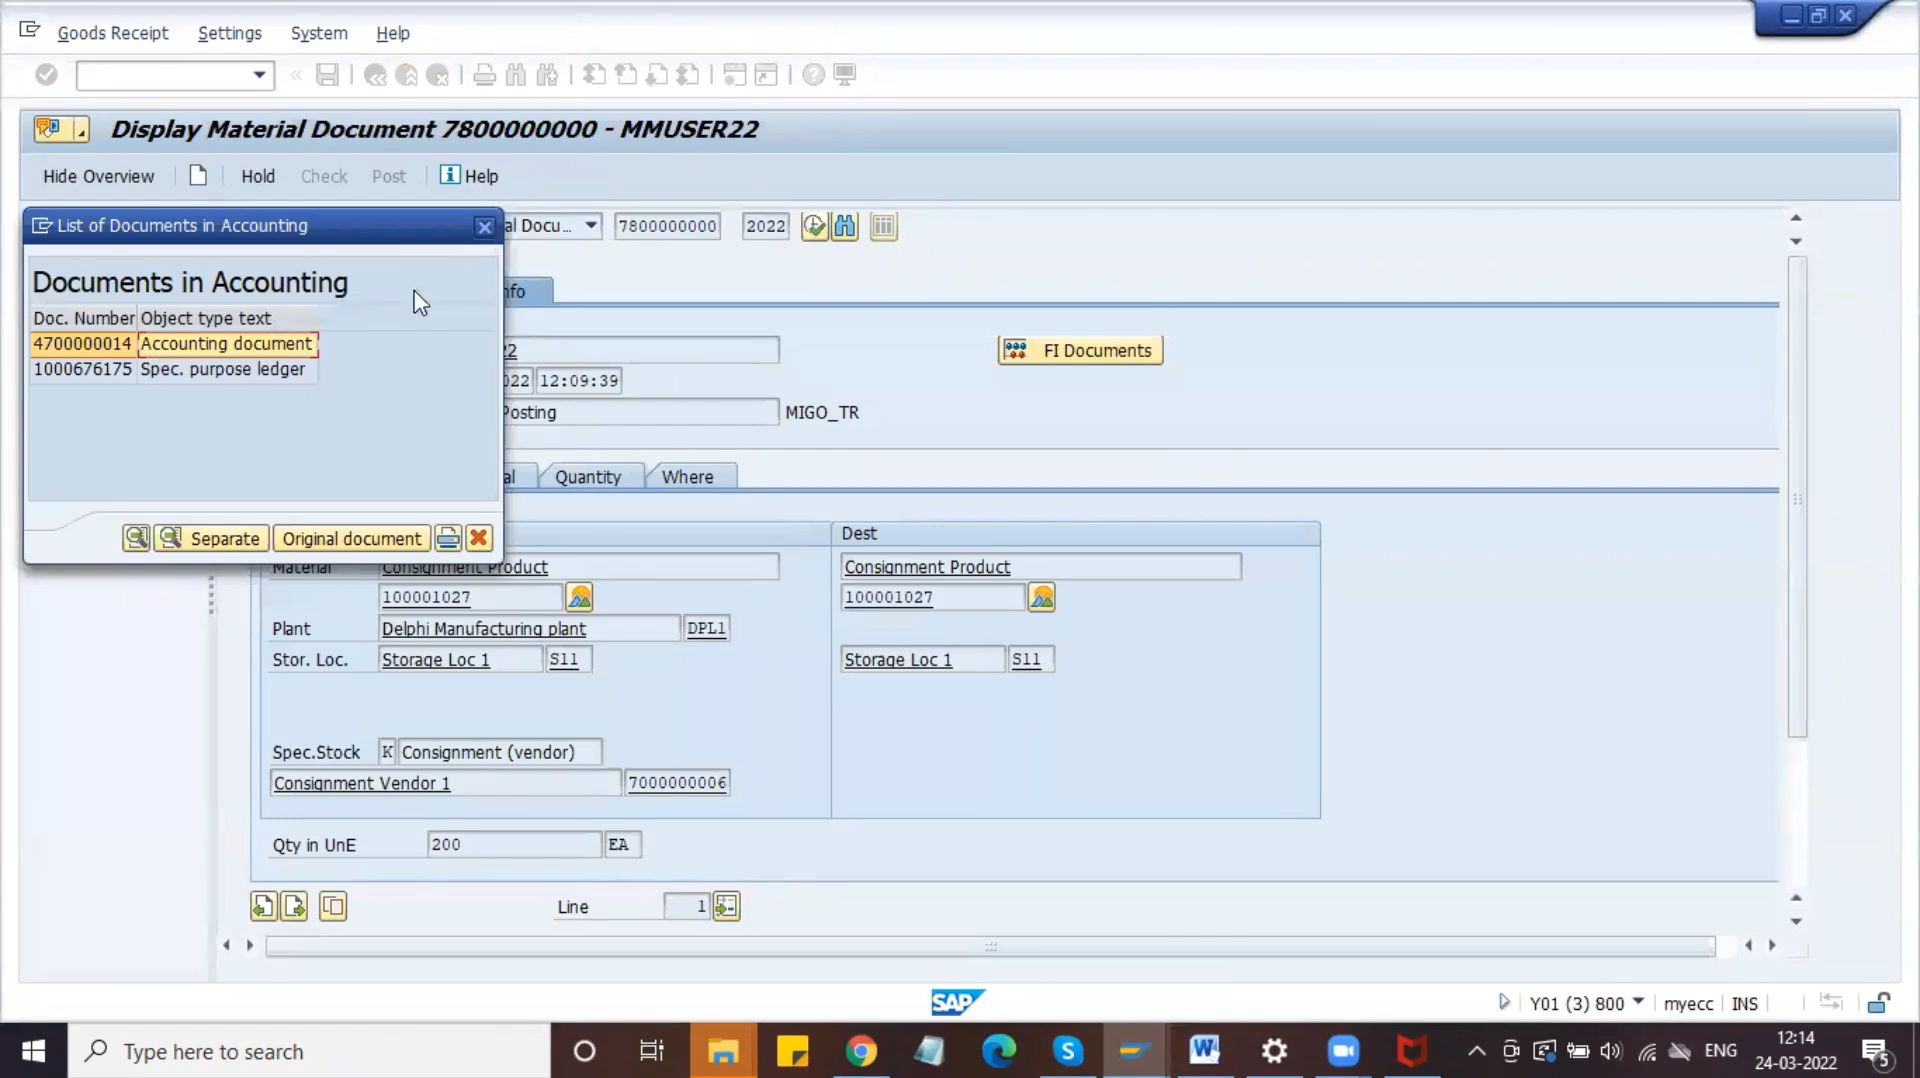 Goods Receipt Settings System Help
Display Material Document 7800000000 - MMUSER22
Hide Overview Hold Check Post Help
List of Documents in Accounting
al Docu... 7800000000 2022
Documents in Accounting
nfo
Doc. Number Object type text
4700000014 Accounting document
1000676175 Spec. purpose ledger
22 FI Documents
022 12:09:39
Posting MIGO_TR
al Quantity Where
Separate Original document
Dest
Material Consignment Product Consignment Product
100001027 100001027
Plant Delphi Manufacturing plant DPL1
Stor. Loc. Storage Loc 1 S11 Storage Loc 1 S11
Spec.Stock K Consignment (vendor)
Consignment Vendor 1 7000000006
Qty in UnE 200 EA
Line 1
SAP Y01 (3) 800 myecc INS
Type here to search ENG 12:14
24-03-2022 5